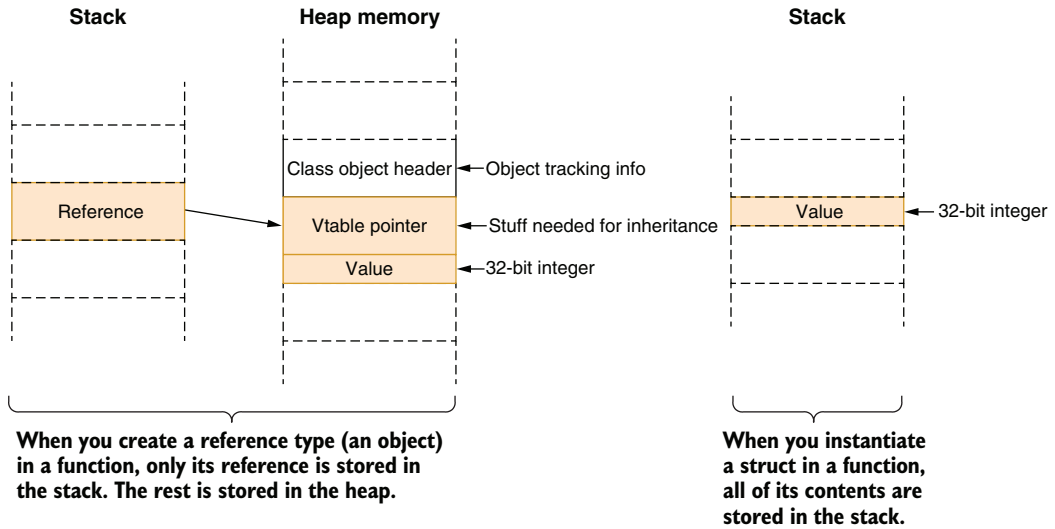 Stack
Heap memory
Stack
Class object header
Object tracking info
Reference
Vtable pointer
Stuff needed for inheritance
Value
32-bit integer
Value
32-bit integer
When you create a reference type (an object)
in a function, only its reference is stored in
the stack. The rest is stored in the heap.
When you instantiate
a struct in a function,
all of its contents are
stored in the stack.